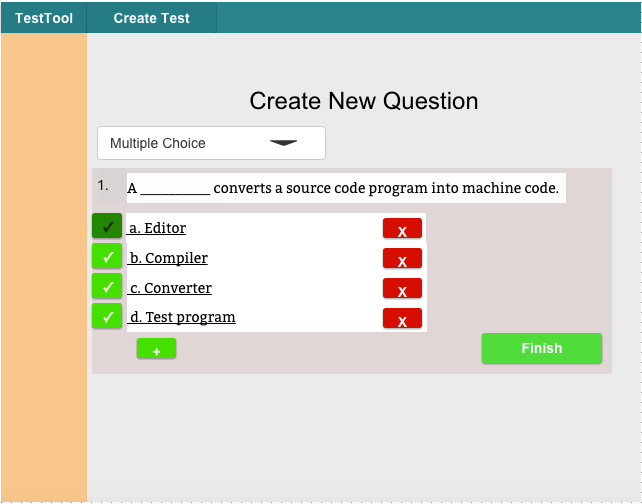 TestTool Create Test
Create New Question
Multiple Choice
1. A __________ converts a source code program into machine code.
✓ a. Editor X
✓ b. Compiler X
✓ c. Converter X
✓ d. Test program X
+ Finish